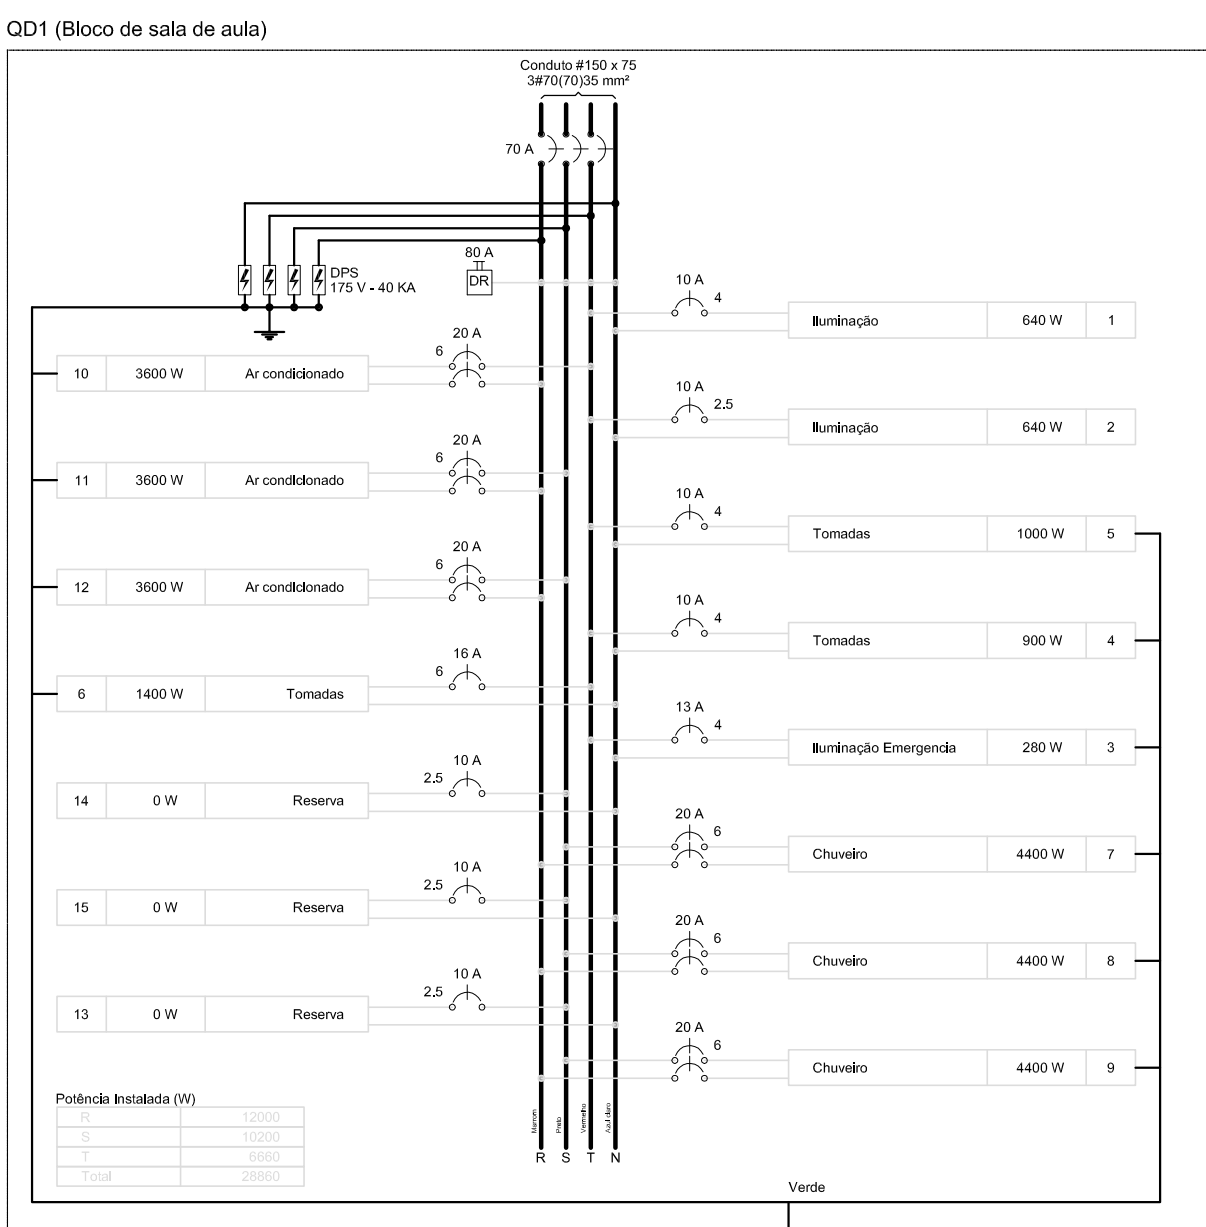 QD1 (Bloco de sala de aula)
Conduto #150 x 75
3#70(70)35 mm²
70 A
80 A
DR
DPS
175 V - 40 KA
10 A
4
Iluminação 640 W 1
20 A
6
10 3600 W Ar condicionado
10 A
2.5
Iluminação 640 W 2
20 A
6
11 3600 W Ar condicionado
10 A
4
Tomadas 1000 W 5
20 A
6
12 3600 W Ar condicionado
10 A
4
Tomadas 900 W 4
16 A
6
6 1400 W Tomadas
13 A
4
Iluminação Emergencia 280 W 3
10 A
2.5
14 0 W Reserva
20 A
6
Chuveiro 4400 W 7
10 A
2.5
15 0 W Reserva
20 A
6
Chuveiro 4400 W 8
10 A
2.5
13 0 W Reserva
20 A
6
Chuveiro 4400 W 9
Potência Instalada (W)
R 12000
S 10200
T 6660
Total 28860
Marrom
Preto
Vermelho
Azul claro
R S T N
Verde